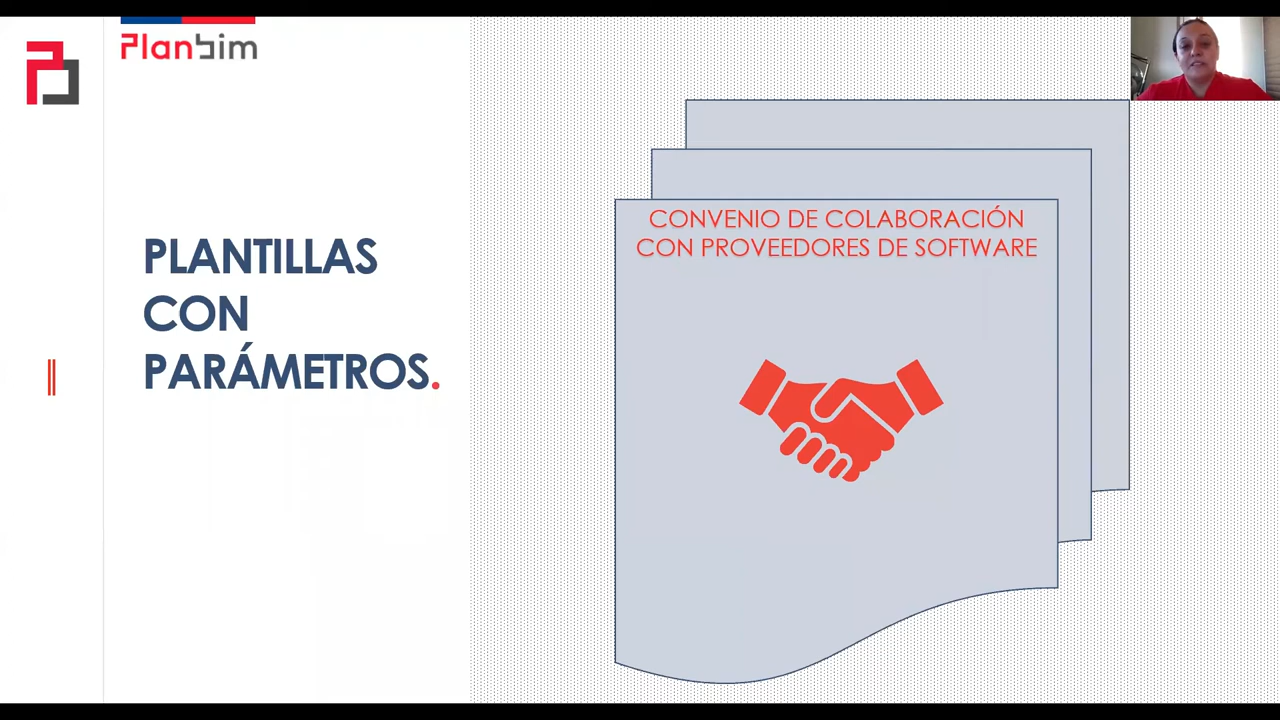 Planbim
PLANTILLAS
CON
PARÁMETROS.
CONVENIO DE COLABORACIÓN
CON PROVEEDORES DE SOFTWARE